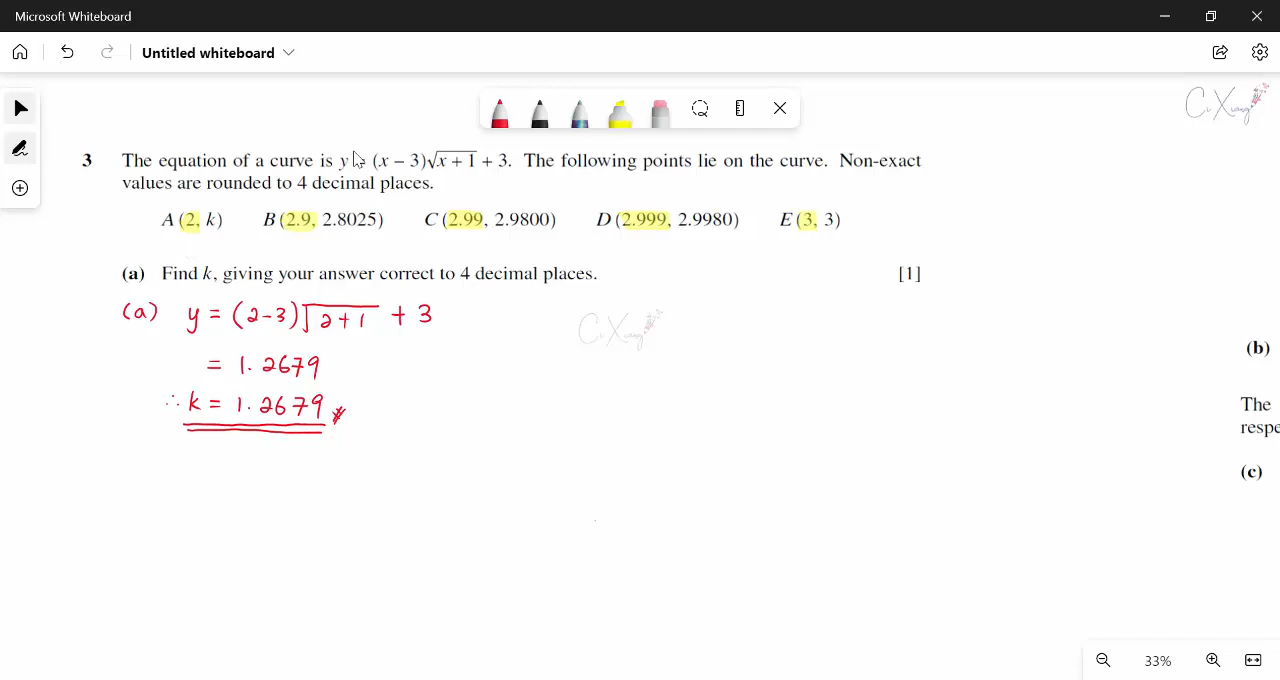 Microsoft Whiteboard
Untitled whiteboard
3 The equation of a curve is y = (x − 3)√(x + 1) + 3. The following points lie on the curve. Non-exact
values are rounded to 4 decimal places.
A (2, k) B (2.9, 2.8025) C (2.99, 2.9800) D (2.999, 2.9980) E (3, 3)
(a) Find k, giving your answer correct to 4 decimal places. [1]
(a) y = (2-3)√(2+1) + 3
= 1.2679
∴ k = 1.2679
(b)
The
respe
(c)
33%